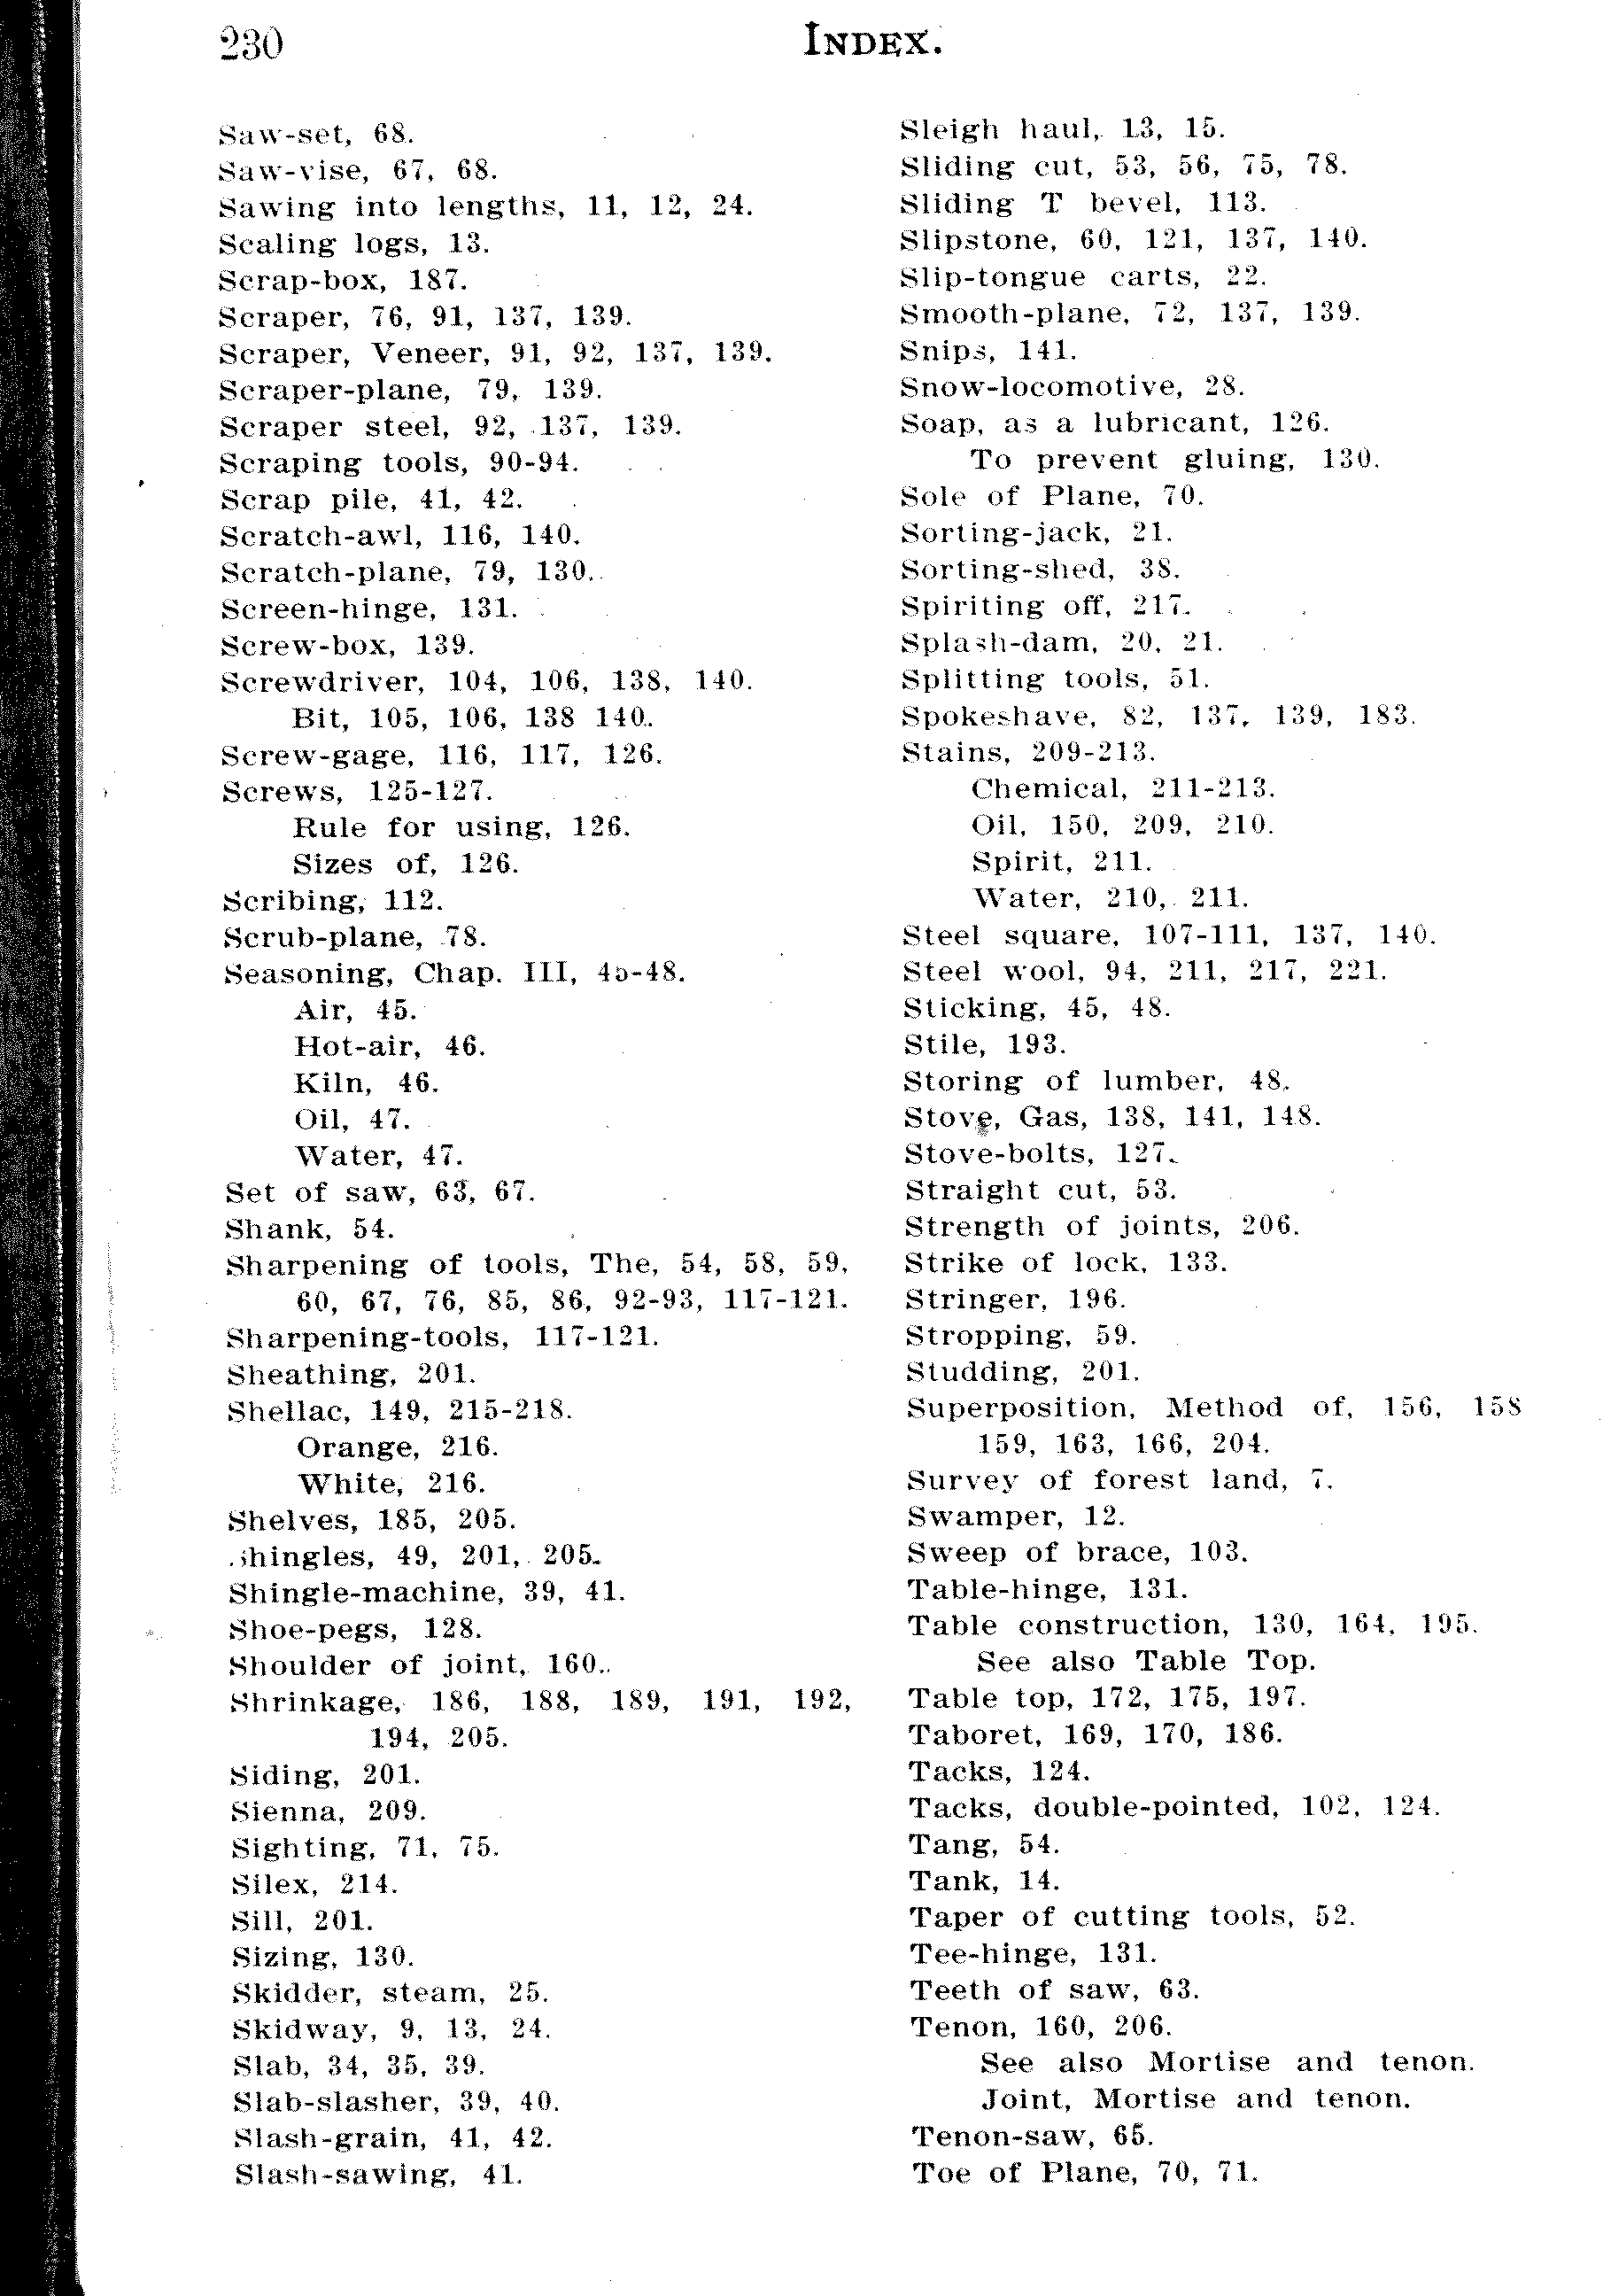 230
INDEX.
Saw-set, 68.
Saw-vise, 67, 68.
Sawing into lengths, 11, 12, 24.
Scaling logs, 13.
Scrap-box, 187.
Scraper, 76, 91, 137, 139.
Scraper, Veneer, 91, 92, 137, 139.
Scraper-plane, 79, 139.
Scraper steel, 92, 137, 139.
Scraping tools, 90-94.
Scrap pile, 41, 42.
Scratch-awl, 116, 140.
Scratch-plane, 79, 130.
Screen-hinge, 131.
Screw-box, 139.
Screwdriver, 104, 106, 138, 140.
Bit, 105, 106, 138 140.
Screw-gage, 116, 117, 126.
Screws, 125-127.
Rule for using, 126.
Sizes of, 126.
Scribing, 112.
Scrub-plane, 78.
Seasoning, Chap. III, 45-48.
Air, 45.
Hot-air, 46.
Kiln, 46.
Oil, 47.
Water, 47.
Set of saw, 63, 67.
Shank, 54.
Sharpening of tools, The, 54, 58, 59,
60, 67, 76, 85, 86, 92-93, 117-121.
Sharpening-tools, 117-121.
Sheathing, 201.
Shellac, 149, 215-218.
Orange, 216.
White, 216.
Shelves, 185, 205.
Shingles, 49, 201, 205.
Shingle-machine, 39, 41.
Shoe-pegs, 128.
Shoulder of joint, 160.
Shrinkage, 186, 188, 189, 191, 192,
194, 205.
Siding, 201.
Sienna, 209.
Sighting, 71, 75.
Silex, 214.
Sill, 201.
Sizing, 130.
Skidder, steam, 25.
Skidway, 9, 13, 24.
Slab, 34, 35, 39.
Slab-slasher, 39, 40.
Slash-grain, 41, 42.
Slash-sawing, 41.
Sleigh haul, 13, 15.
Sliding cut, 53, 56, 75, 78.
Sliding T bevel, 113.
Slipstone, 60, 121, 137, 140.
Slip-tongue carts, 22.
Smooth-plane, 72, 137, 139.
Snips, 141.
Snow-locomotive, 28.
Soap, as a lubricant, 126.
To prevent gluing, 130.
Sole of Plane, 70.
Sorting-jack, 21.
Sorting-shed, 38.
Spiriting off, 217.
Splash-dam, 20, 21.
Splitting tools, 51.
Spokeshave, 82, 137, 139, 183.
Stains, 209-213.
Chemical, 211-213.
Oil, 150, 209, 210.
Spirit, 211.
Water, 210, 211.
Steel square, 107-111, 137, 140.
Steel wool, 94, 211, 217, 221.
Sticking, 45, 48.
Stile, 193.
Storing of lumber, 48.
Stove, Gas, 138, 141, 148.
Stove-bolts, 127.
Straight cut, 53.
Strength of joints, 206.
Strike of lock, 133.
Stringer, 196.
Stropping, 59.
Studding, 201.
Superposition, Method of, 156, 158
159, 163, 166, 204.
Survey of forest land, 7.
Swamper, 12.
Sweep of brace, 103.
Table-hinge, 131.
Table construction, 130, 164, 195.
See also Table Top.
Table top, 172, 175, 197.
Taboret, 169, 170, 186.
Tacks, 124.
Tacks, double-pointed, 102, 124.
Tang, 54.
Tank, 14.
Taper of cutting tools, 52.
Tee-hinge, 131.
Teeth of saw, 63.
Tenon, 160, 206.
See also Mortise and tenon.
Joint, Mortise and tenon.
Tenon-saw, 65.
Toe of Plane, 70, 71.